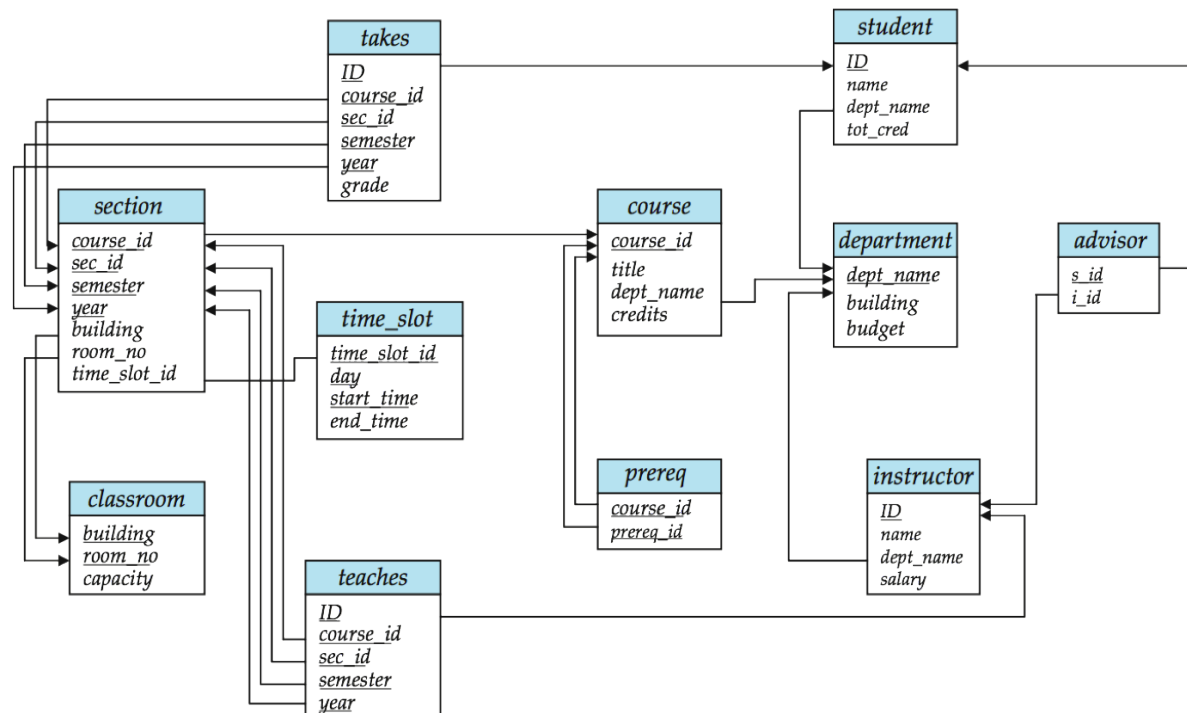 takes
ID
course_id
sec_id
semester
year
grade
student
ID
name
dept_name
tot_cred
section
course_id
sec_id
semester
year
building
room_no
time_slot_id
course
course_id
title
dept_name
credits
department
dept_name
building
budget
advisor
s_id
i_id
time_slot
time_slot_id
day
start_time
end_time
classroom
building
room_no
capacity
prereq
course_id
prereq_id
instructor
ID
name
dept_name
salary
teaches
ID
course_id
sec_id
semester
year